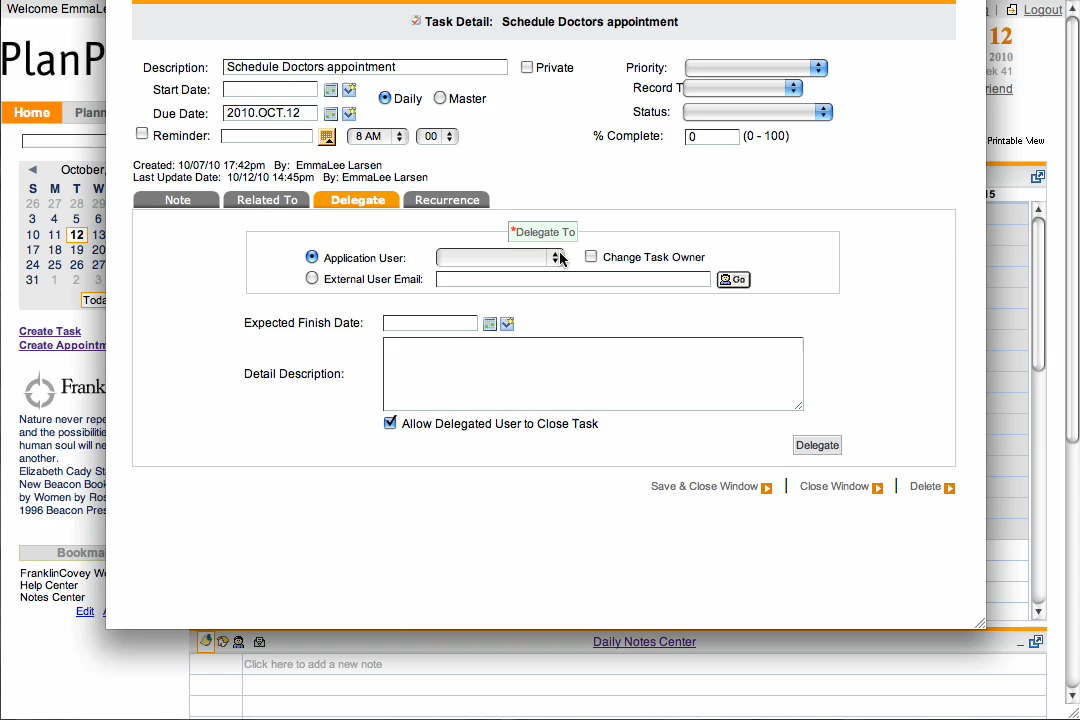 Welcome EmmaLe
Logout
Task Detail: Schedule Doctors appointment
PlanP
12
2010
ek 41
riend
Description: Schedule Doctors appointment Private Priority:
Start Date: Daily Master Record T
Due Date: 2010.OCT.12 Status:
Reminder: 8 AM 00 % Complete: 0 (0 - 100)
Home Plann
Printable View
Created: 10/07/10 17:42pm By: EmmaLee Larsen
Last Update Date: 10/12/10 14:45pm By: EmmaLee Larsen
Note Related To Delegate Recurrence
15
October,
S M T W
26 27 28 29
3 4 5 6
10 11 12 13
17 18 19 20
24 25 26 27
31 1 2 3
Toda
*Delegate To
Application User: Change Task Owner
External User Email: Go
Expected Finish Date:
Detail Description:
Allow Delegated User to Close Task
Delegate
Save & Close Window | Close Window | Delete
Create Task
Create Appointm
Frank
Nature never repe
and the possibilitie
human soul will ne
another.
Elizabeth Cady St
New Beacon Book
by Women by Ros
1996 Beacon Pres
Bookma
FranklinCovey We
Help Center
Notes Center
Edit
Daily Notes Center
Click here to add a new note